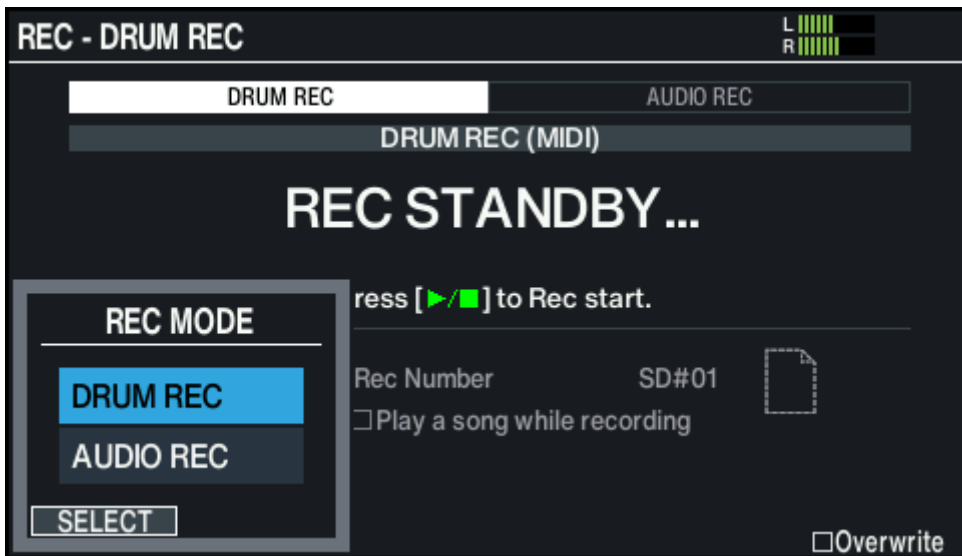 REC - DRUM REC
L
R
DRUM REC
AUDIO REC
DRUM REC (MIDI)
REC STANDBY...
ress [▶/■] to Rec start.
REC MODE
DRUM REC
AUDIO REC
SELECT
Rec Number SD#01
□Play a song while recording
□Overwrite